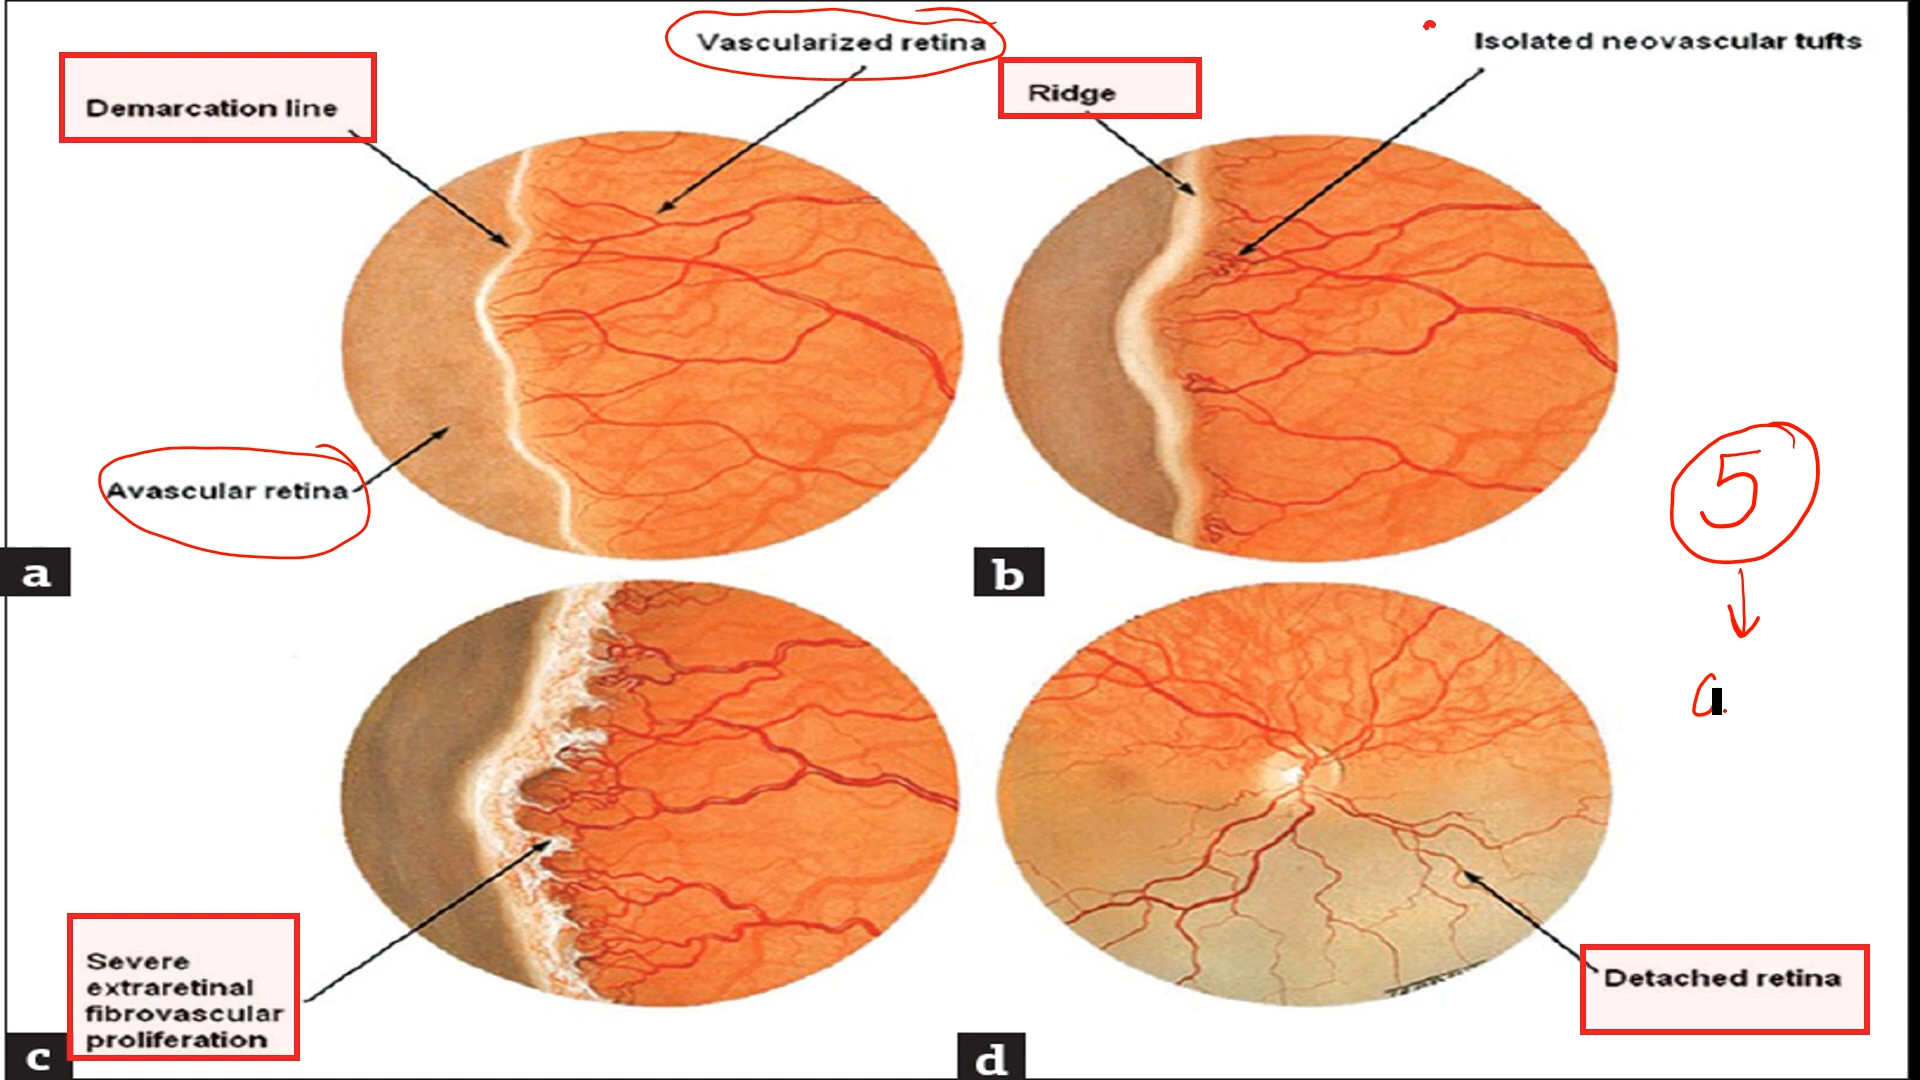 Vascularized retina
Isolated neovascular tufts
Demarcation line
Ridge
Avascular retina
5
a
b
Severe
extraretinal
fibrovascular
proliferation
Detached retina
c
d